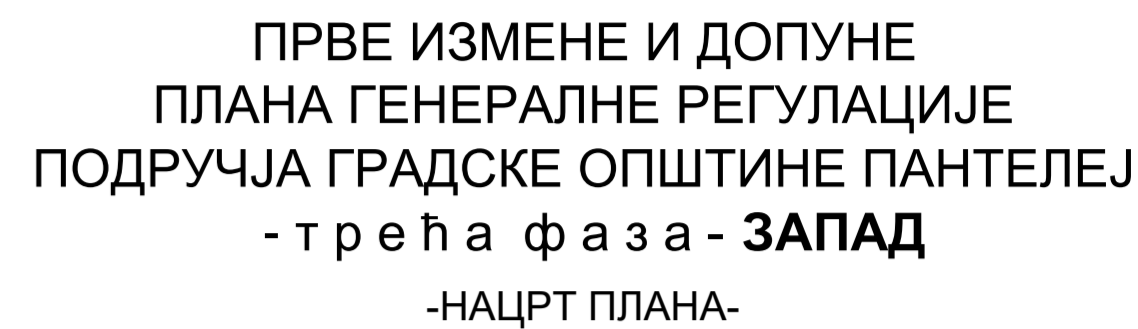 ПРВЕ ИЗМЕНЕ И ДОПУНЕ
ПЛАНА ГЕНЕРАЛНЕ РЕГУЛАЦИЈЕ
ПОДРУЧЈА ГРАДСКЕ ОПШТИНЕ ПАНТЕЛЕЈ
- т р е ћ а ф а з а - ЗАПАД
-НАЦРТ ПЛАНА-